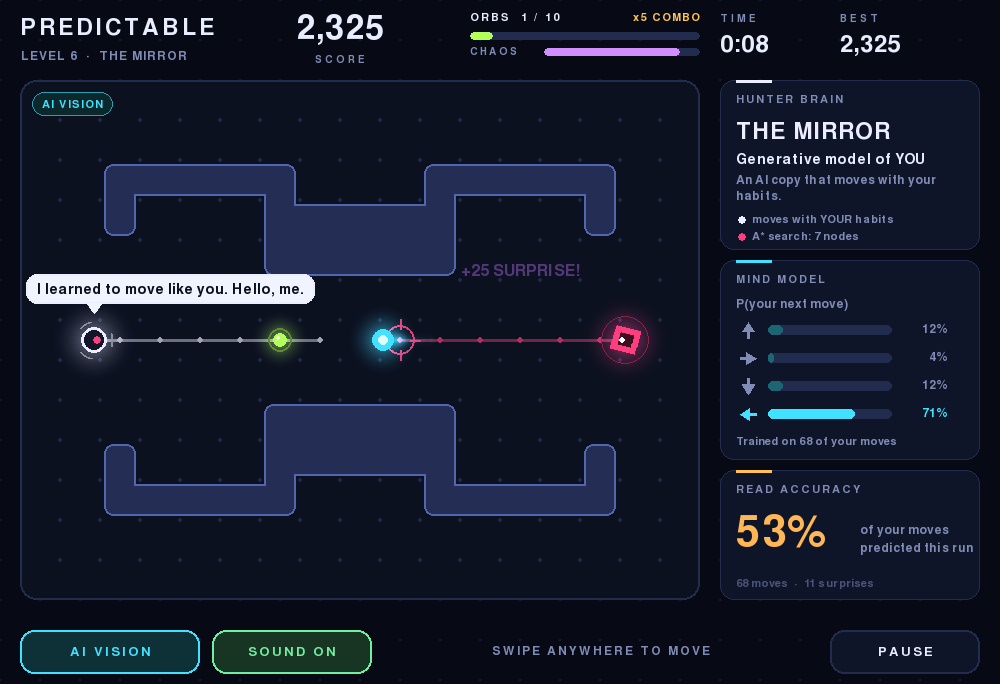 PREDICTABLE
LEVEL 6 · THE MIRROR
2,325
SCORE
ORBS 1 / 10
x5 COMBO
CHAOS
TIME
0:08
BEST
2,325
AI VISION
+25 SURPRISE!
I learned to move like you. Hello, me.
HUNTER BRAIN
THE MIRROR
Generative model of YOU
An AI copy that moves with your
habits.
moves with YOUR habits
A* search: 7 nodes
MIND MODEL
P(your next move)
12%
4%
12%
71%
Trained on 68 of your moves
READ ACCURACY
53%
of your moves
predicted this run
68 moves · 11 surprises
AI VISION
SOUND ON
SWIPE ANYWHERE TO MOVE
PAUSE